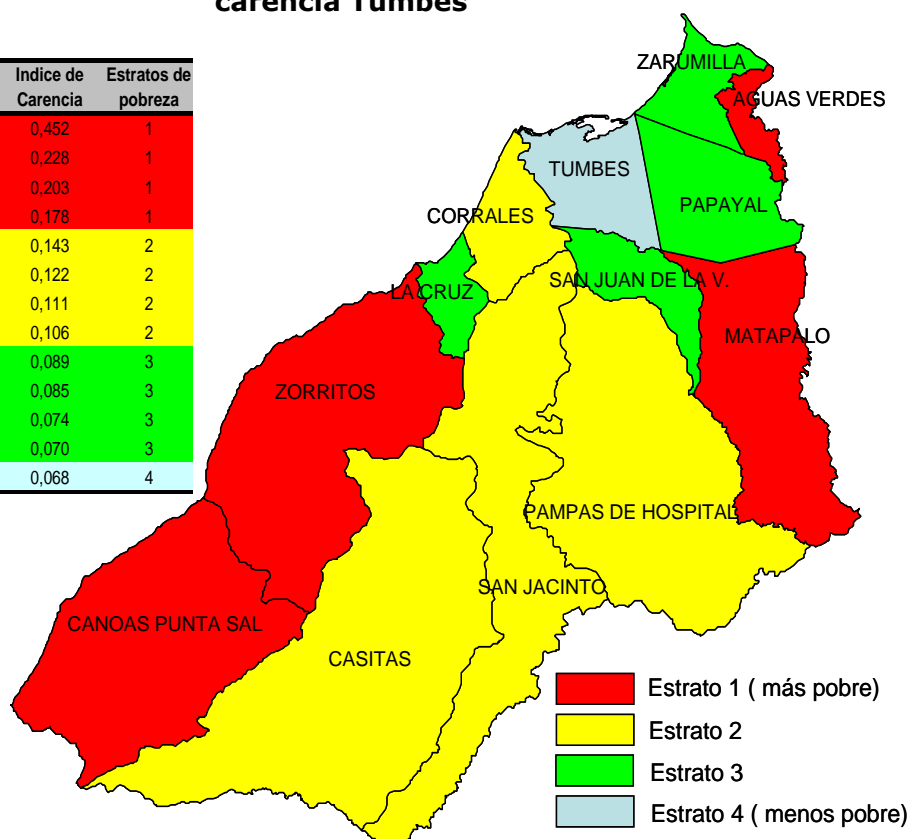 carencia Tumbes
Indice de Carencia Estratos de pobreza
0,452 1
0,228 1
0,203 1
0,178 1
0,143 2
0,122 2
0,111 2
0,106 2
0,089 3
0,085 3
0,074 3
0,070 3
0,068 4
ZARUMILLA
AGUAS VERDES
TUMBES
PAPAYAL
CORRALES
SAN JUAN DE LA V.
LA CRUZ
MATAPALO
ZORRITOS
PAMPAS DE HOSPITAL
SAN JACINTO
CANOAS PUNTA SAL
CASITAS
Estrato 1 ( más pobre)
Estrato 2
Estrato 3
Estrato 4 ( menos pobre)